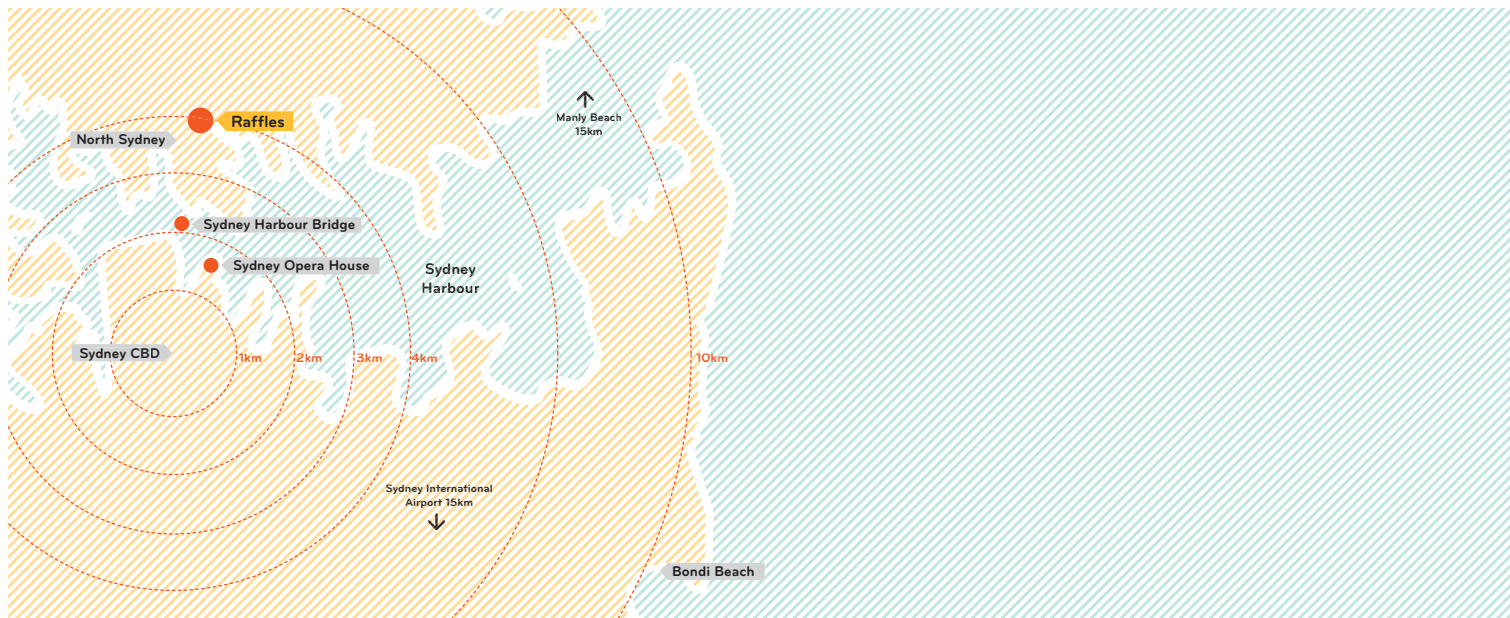 Manly Beach
15km
Raffles
North Sydney
Sydney Harbour Bridge
Sydney Opera House
Sydney
Harbour
Sydney CBD
1km
2km
3km
4km
10km
Sydney International
Airport 15km
Bondi Beach